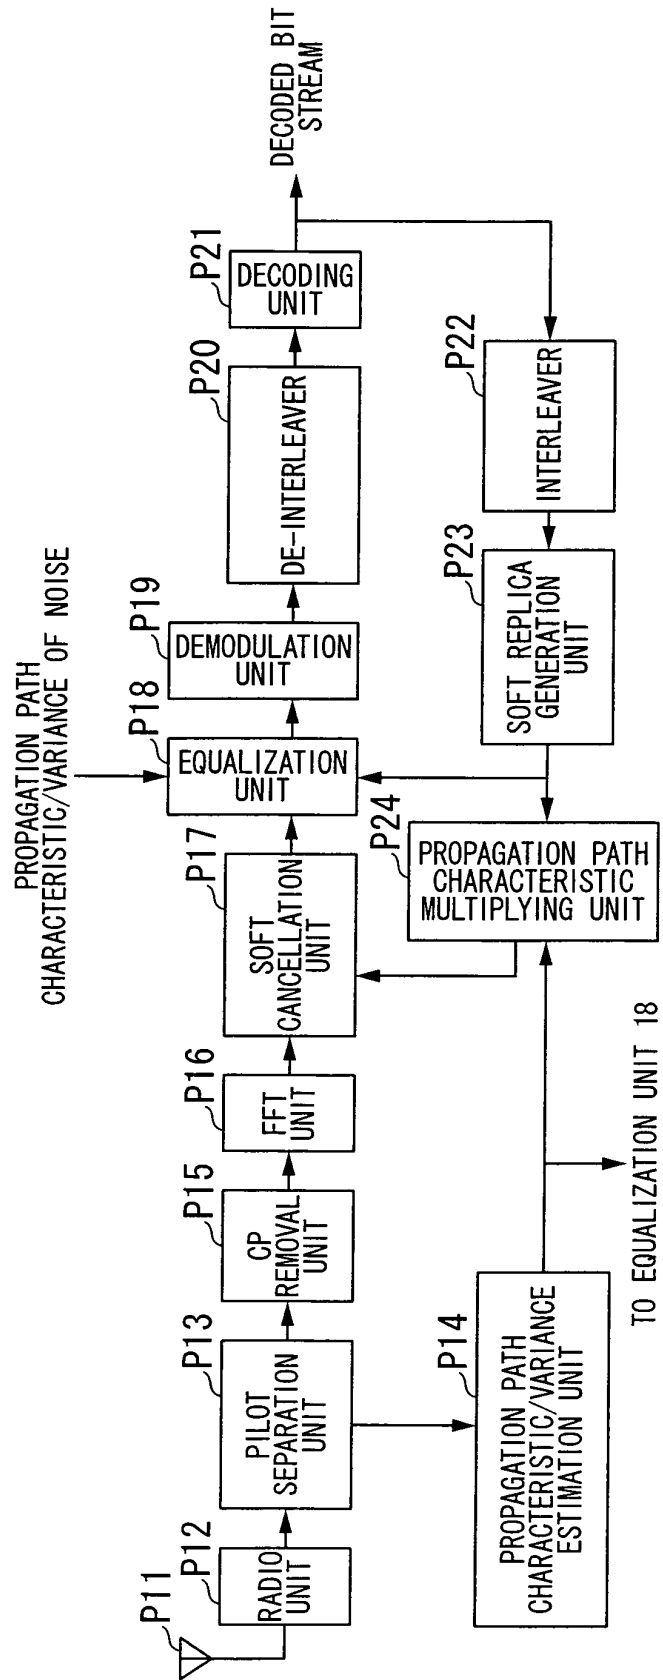 P11
P12
RADIO
UNIT
P13
PILOT
SEPARATION
UNIT
P14
PROPAGATION PATH
CHARACTERISTIC/VARIANCE
ESTIMATION UNIT
P15
CP
REMOVAL
UNIT
P16
FFT
UNIT
P17
SOFT
CANCELLATION
UNIT
PROPAGATION PATH
CHARACTERISTIC/VARIANCE OF NOISE
P18
EQUALIZATION
UNIT
P19
DEMODULATION
UNIT
P20
DE-INTERLEAVER
P21
DECODING
UNIT
DECODED BIT
STREAM
P22
INTERLEAVER
P23
SOFT REPLICA
GENERATION
UNIT
P24
PROPAGATION PATH
CHARACTERISTIC
MULTIPLYING UNIT
TO EQUALIZATION UNIT 18